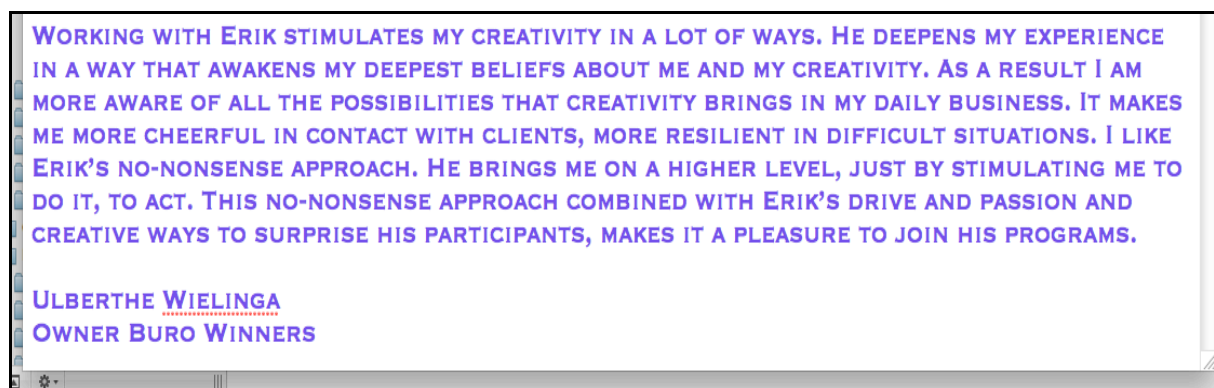 Working with Erik stimulates my creativity in a lot of ways. He deepens my experience
in a way that awakens my deepest beliefs about me and my creativity. As a result I am
more aware of all the possibilities that creativity brings in my daily business. It makes
me more cheerful in contact with clients, more resilient in difficult situations. I like
Erik’s no-nonsense approach. He brings me on a higher level, just by stimulating me to
do it, to act. This no-nonsense approach combined with Erik’s drive and passion and
creative ways to surprise his participants, makes it a pleasure to join his programs.
Ulberthe Wielinga
Owner Buro Winners